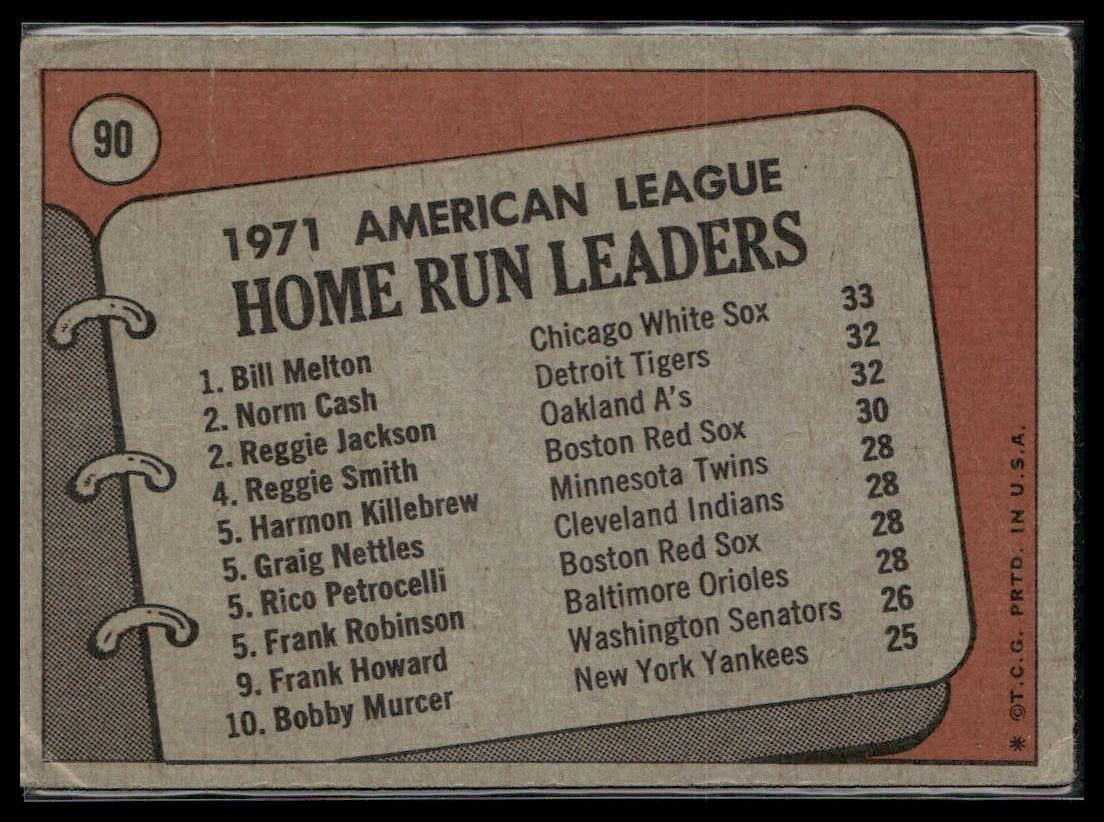 90
1971 AMERICAN LEAGUE
HOME RUN LEADERS
1. Bill Melton Chicago White Sox 33
2. Norm Cash Detroit Tigers 32
2. Reggie Jackson Oakland A's 32
4. Reggie Smith Boston Red Sox 30
5. Harmon Killebrew Minnesota Twins 28
5. Graig Nettles Cleveland Indians 28
5. Rico Petrocelli Boston Red Sox 28
5. Frank Robinson Baltimore Orioles 28
9. Frank Howard Washington Senators 26
10. Bobby Murcer New York Yankees 25
* ©T.C.G. PRTD. IN U.S.A.